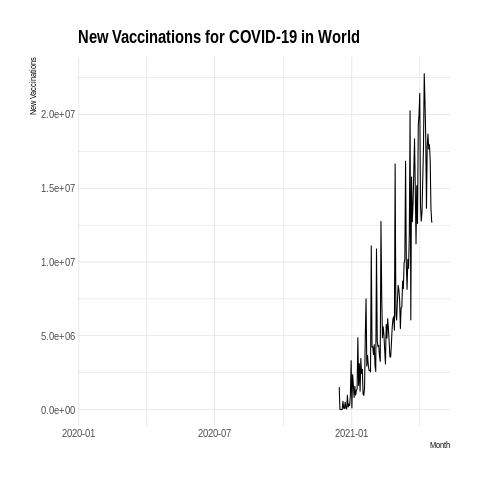 New Vaccinations for COVID-19 in World
New Vaccinations
2.0e+07
1.5e+07
1.0e+07
5.0e+06
0.0e+00
2020-01 2020-07 2021-01
Month